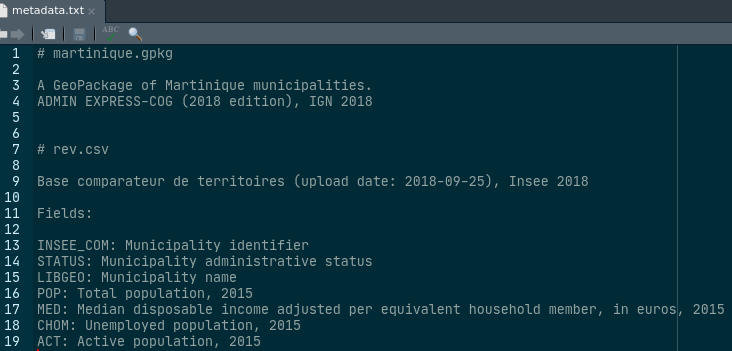 metadata.txt
ABC
1 # martinique.gpkg
2
3 A GeoPackage of Martinique municipalities.
4 ADMIN EXPRESS-COG (2018 edition), IGN 2018
5
6
7 # rev.csv
8
9 Base comparateur de territoires (upload date: 2018-09-25), Insee 2018
10
11 Fields:
12
13 INSEE_COM: Municipality identifier
14 STATUS: Municipality administrative status
15 LIBGEO: Municipality name
16 POP: Total population, 2015
17 MED: Median disposable income adjusted per equivalent household member, in euros, 2015
18 CHOM: Unemployed population, 2015
19 ACT: Active population, 2015